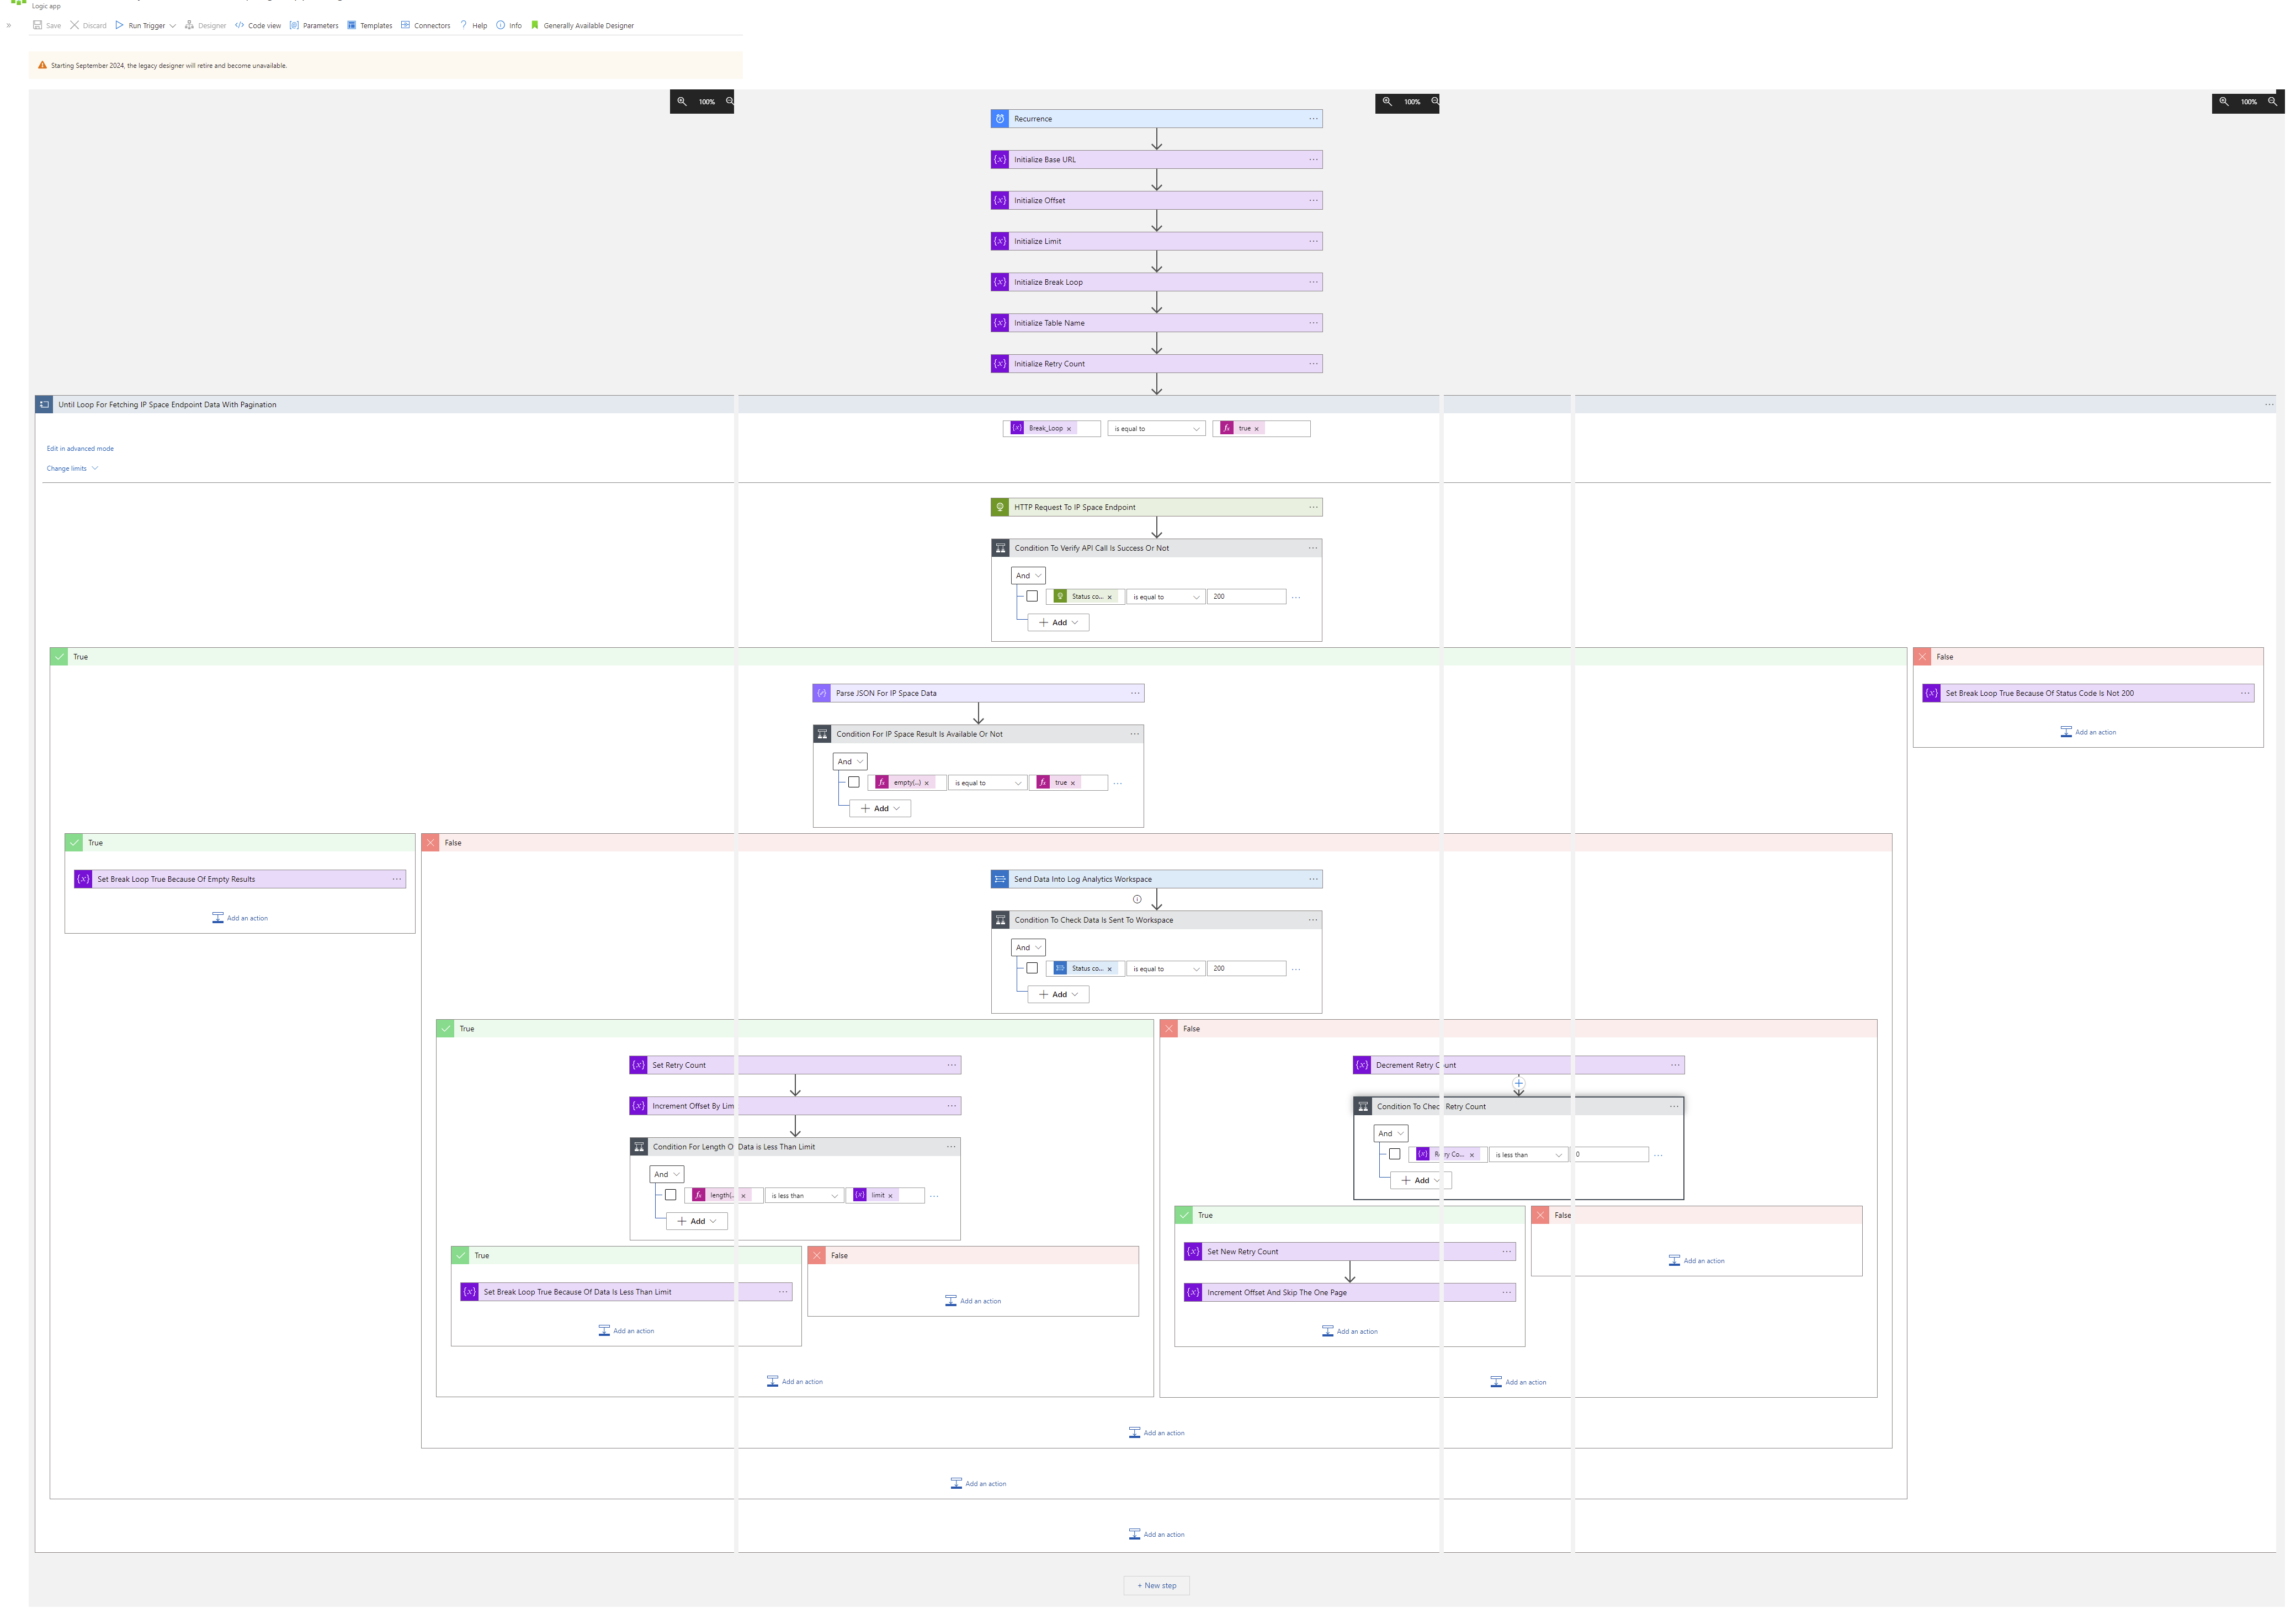 Logic app
» Save Discard Run Trigger Designer Code view Parameters Templates Connectors Help Info Generally Available Designer
Starting September 2024, the legacy designer will retire and become unavailable.
100% 100% 100%
Recurrence
Initialize Base URL
Initialize Offset
Initialize Limit
Initialize Break Loop
Initialize Table Name
Initialize Retry Count
Until Loop For Fetching IP Space Endpoint Data With Pagination
Break_Loop × is equal to true ×
Edit in advanced mode
Change limits
HTTP Request To IP Space Endpoint
Condition To Verify API Call Is Success Or Not
And
Status co... × is equal to 200
+ Add
True
False
Parse JSON For IP Space Data
Set Break Loop True Because Of Status Code Is Not 200
Add an action
Condition For IP Space Result Is Available Or Not
And
empty(...) × is equal to true ×
+ Add
True
False
Set Break Loop True Because Of Empty Results
Add an action
Send Data Into Log Analytics Workspace
Condition To Check Data Is Sent To Workspace
And
Status co... × is equal to 200
+ Add
True
False
Set Retry Count
Increment Offset By Lim
Condition For Length O Data is Less Than Limit
And
length(. × is less than limit ×
+ Add
True
False
Set Break Loop True Because Of Data Is Less Than Limit
Add an action
Add an action
Add an action
Decrement Retry C unt
Condition To Chec Retry Count
And
ry Co... × is less than 0
+ Add
True
False
Set New Retry Count
Increment Offset And Skip The One Page
Add an action
Add an action
Add an action
Add an action
Add an action
Add an action
+ New step